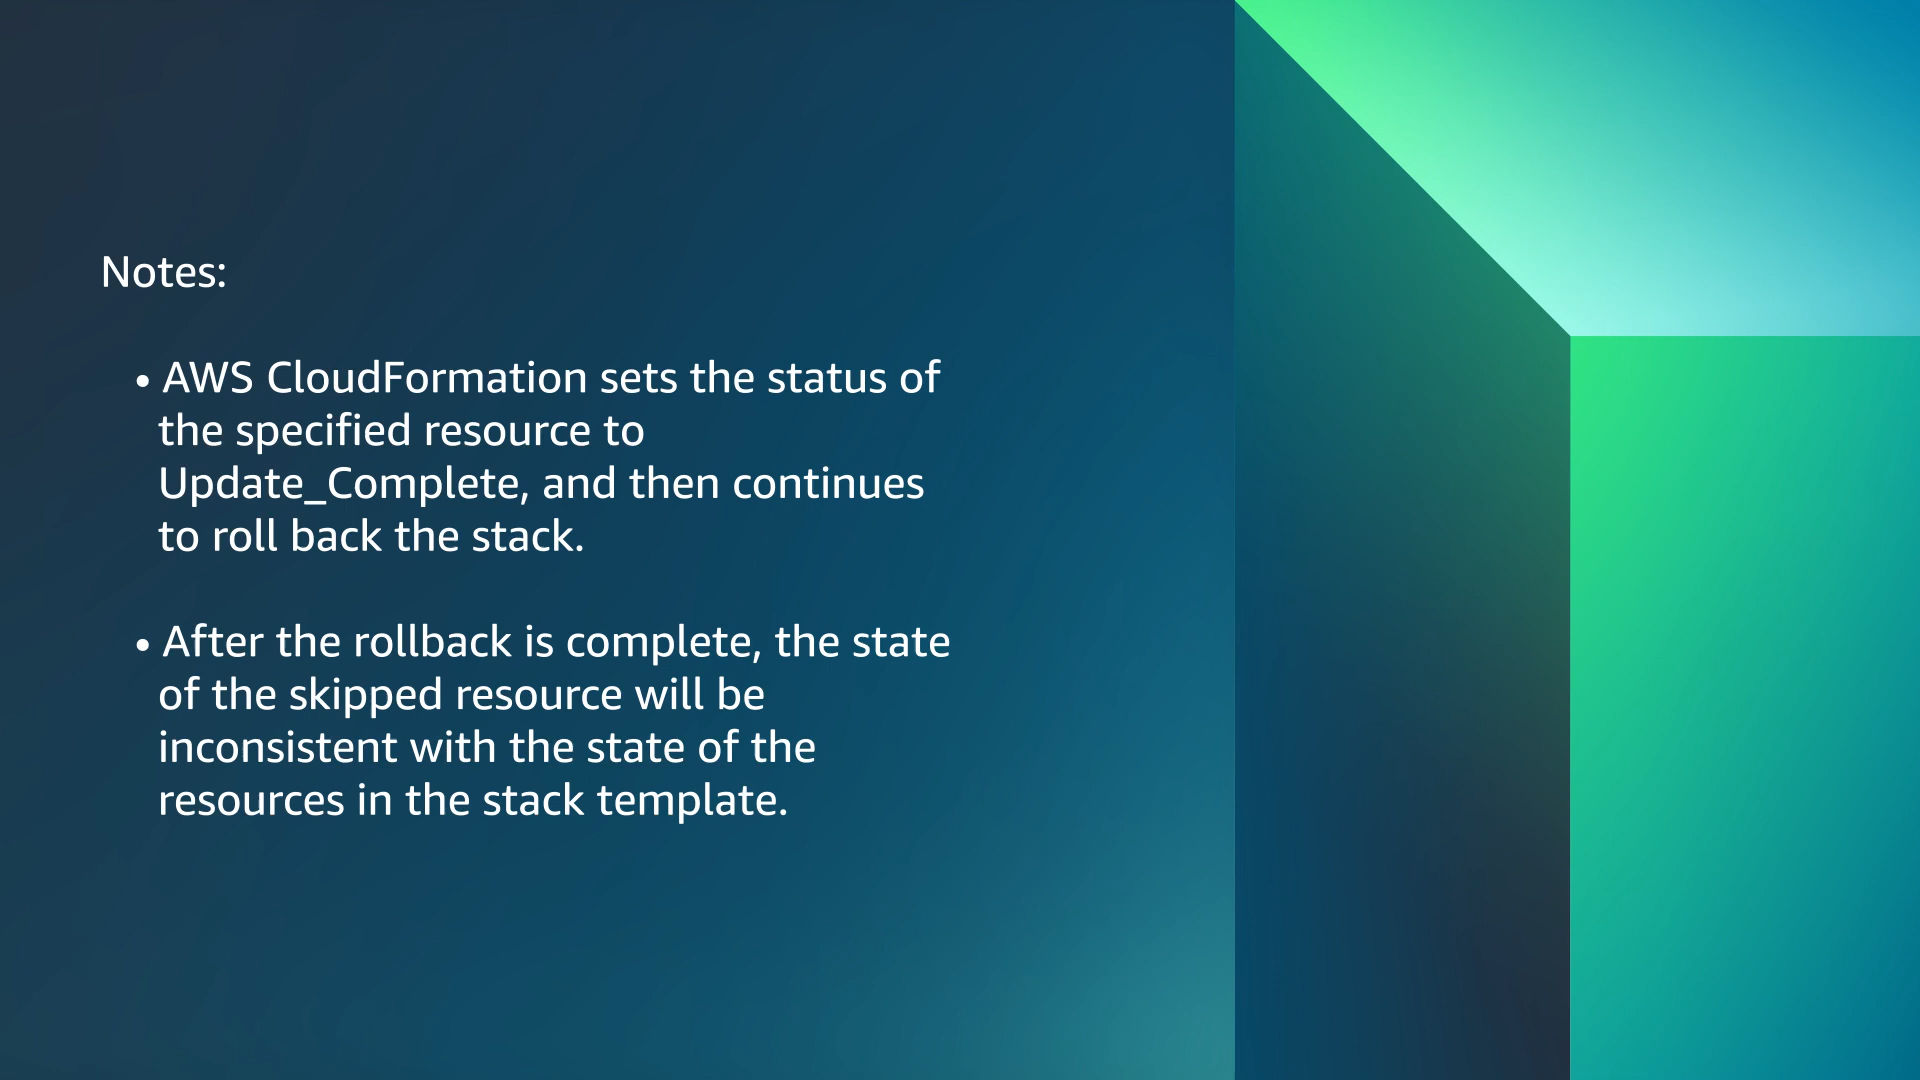 Notes:
• AWS CloudFormation sets the status of
the specified resource to
Update_Complete, and then continues
to roll back the stack.
• After the rollback is complete, the state
of the skipped resource will be
inconsistent with the state of the
resources in the stack template.